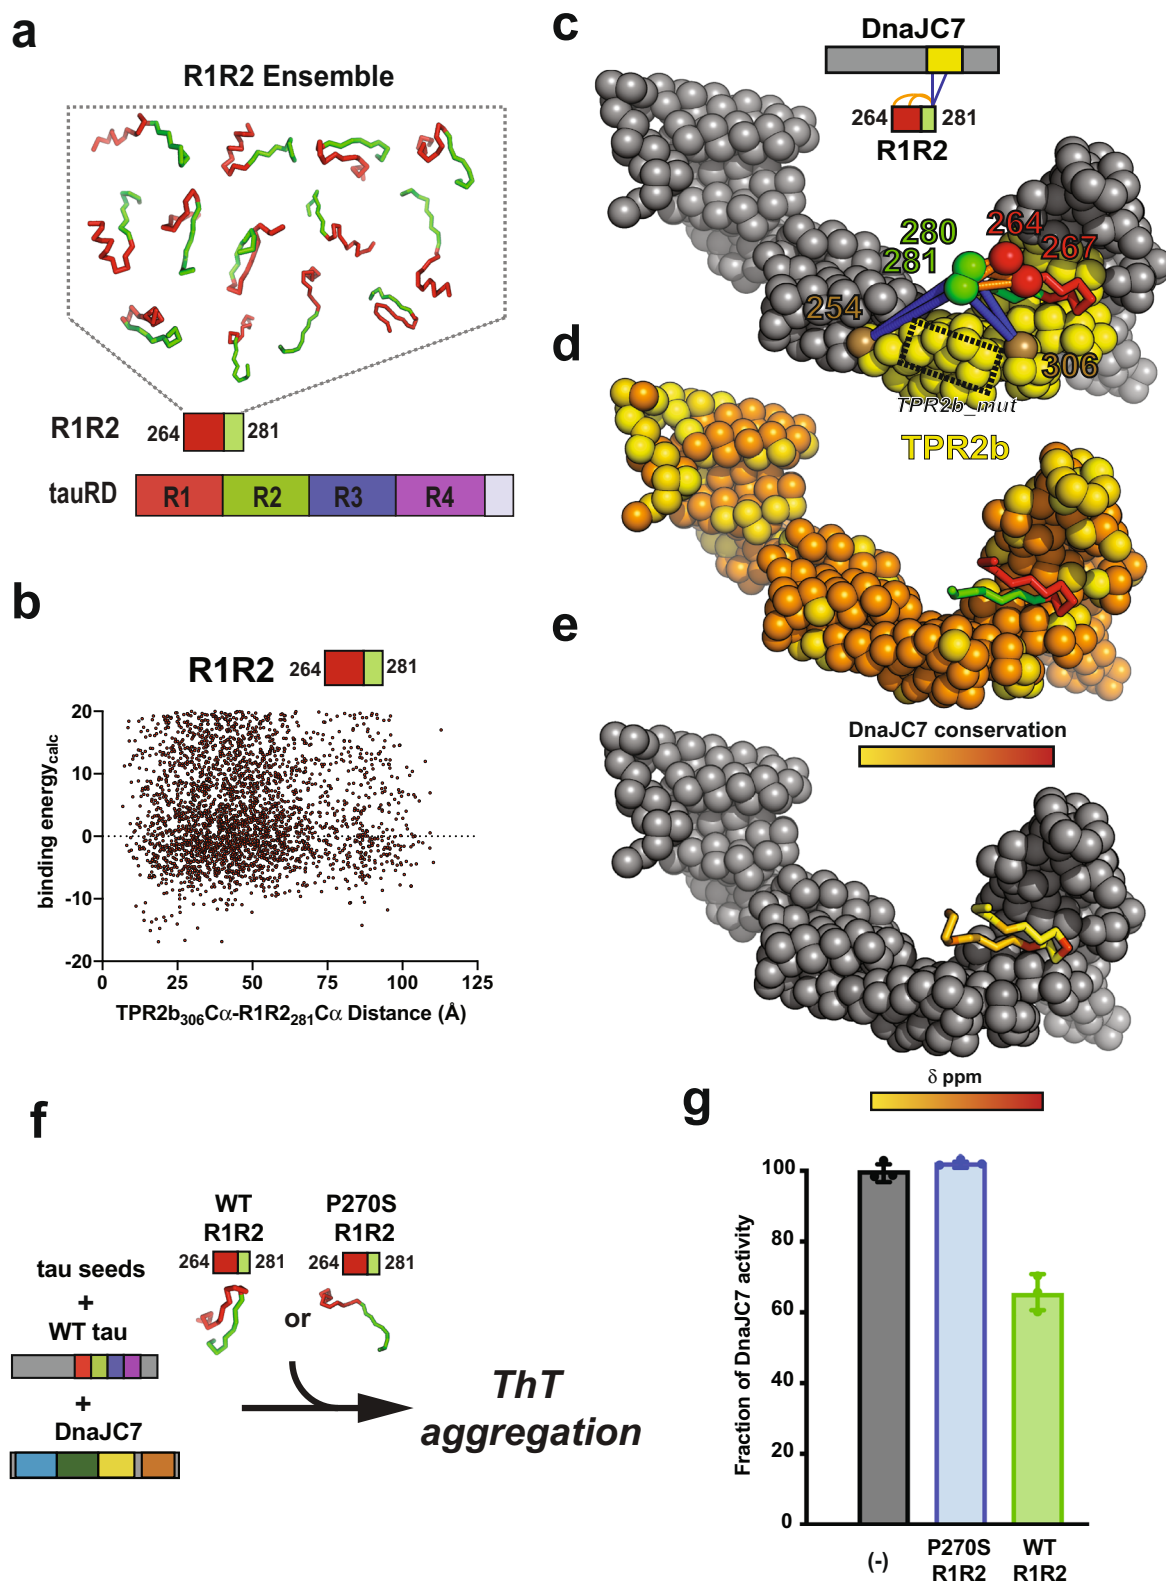 a
R1R2 Ensemble
R1R2 264 281
tauRD R1 R2 R3 R4
b
R1R2 264 281
binding energycalc
20
10
0
-10
-20
0 25 50 75 100 125
TPR2b306Cα-R1R2281Cα Distance (Å)
c
DnaJC7
264 281
R1R2
280
281
264
267
254
306
TPR2b_mut
TPR2b
d
DnaJC7 conservation
e
δ ppm
f
WT
R1R2
264 281
P270S
R1R2
264 281
tau seeds
+
WT tau
+
DnaJC7
or
ThT
aggregation
g
Fraction of DnaJC7 activity
100
80
60
40
20
0
(-)
P270S
R1R2
WT
R1R2